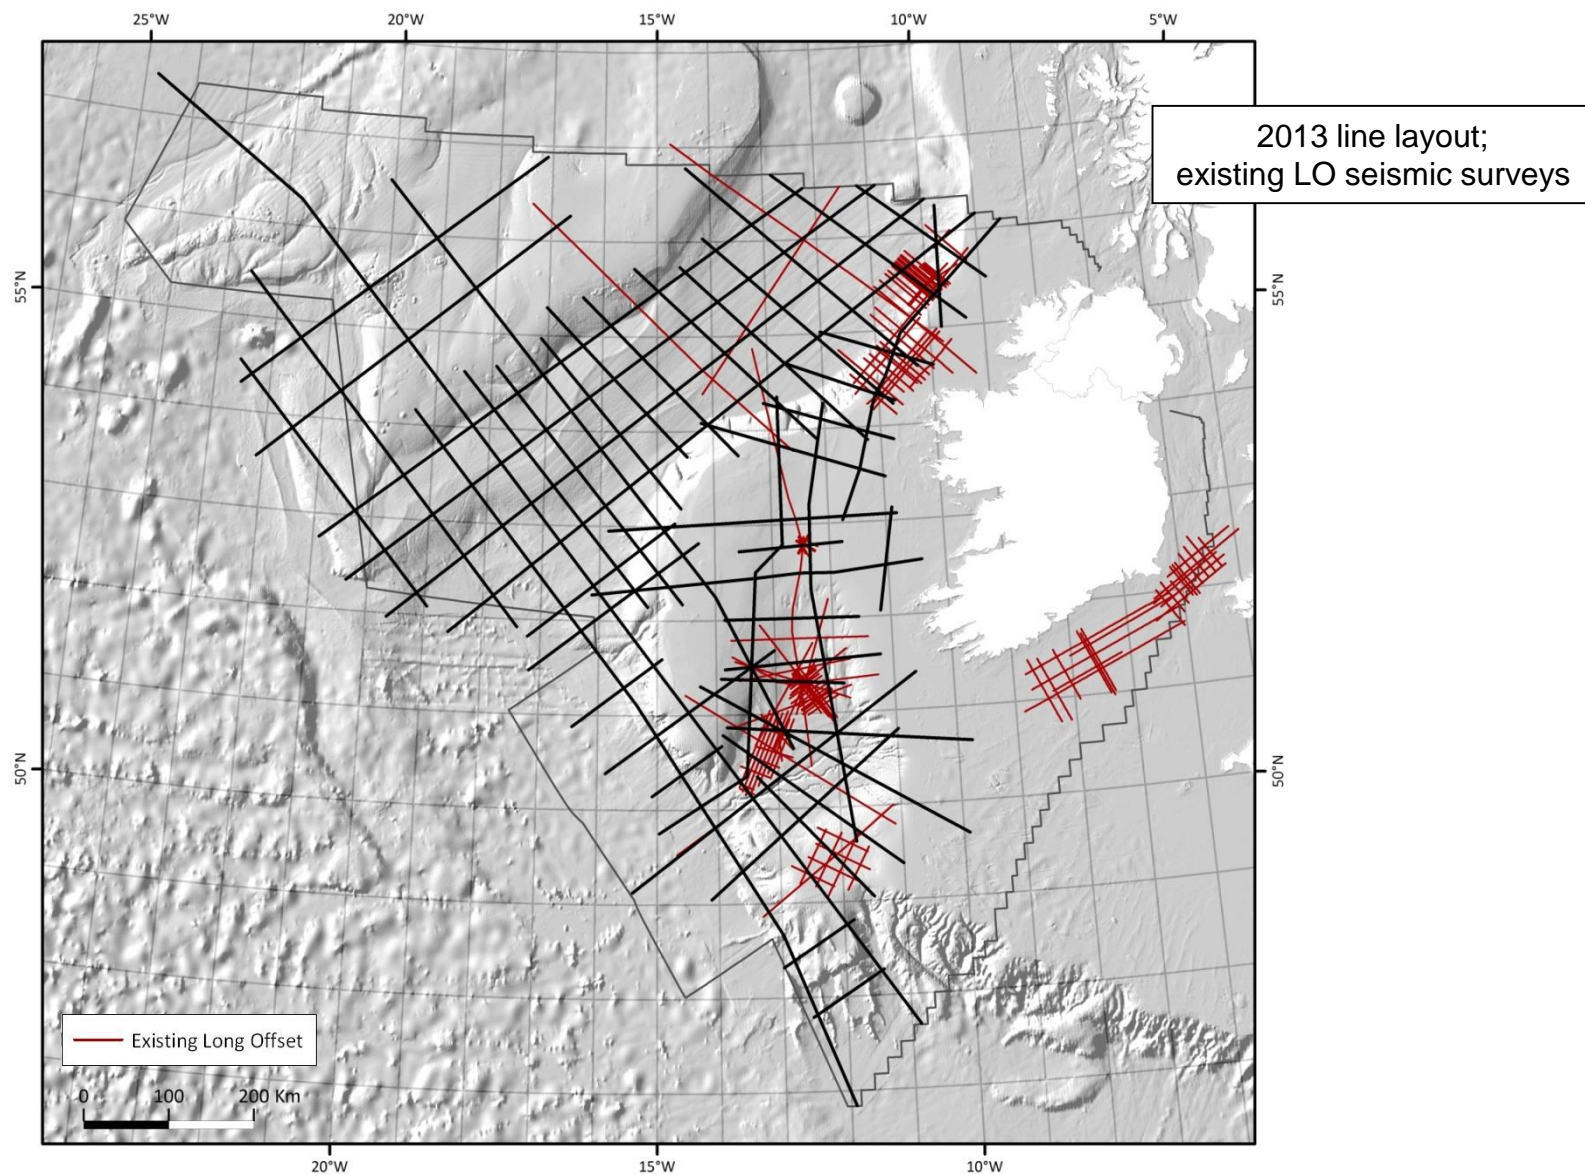 25°W 20°W 15°W 10°W 5°W
2013 line layout;
existing LO seismic surveys
55°N 55°N
50°N 50°N
Existing Long Offset
0 100 200 Km
20°W 15°W 10°W